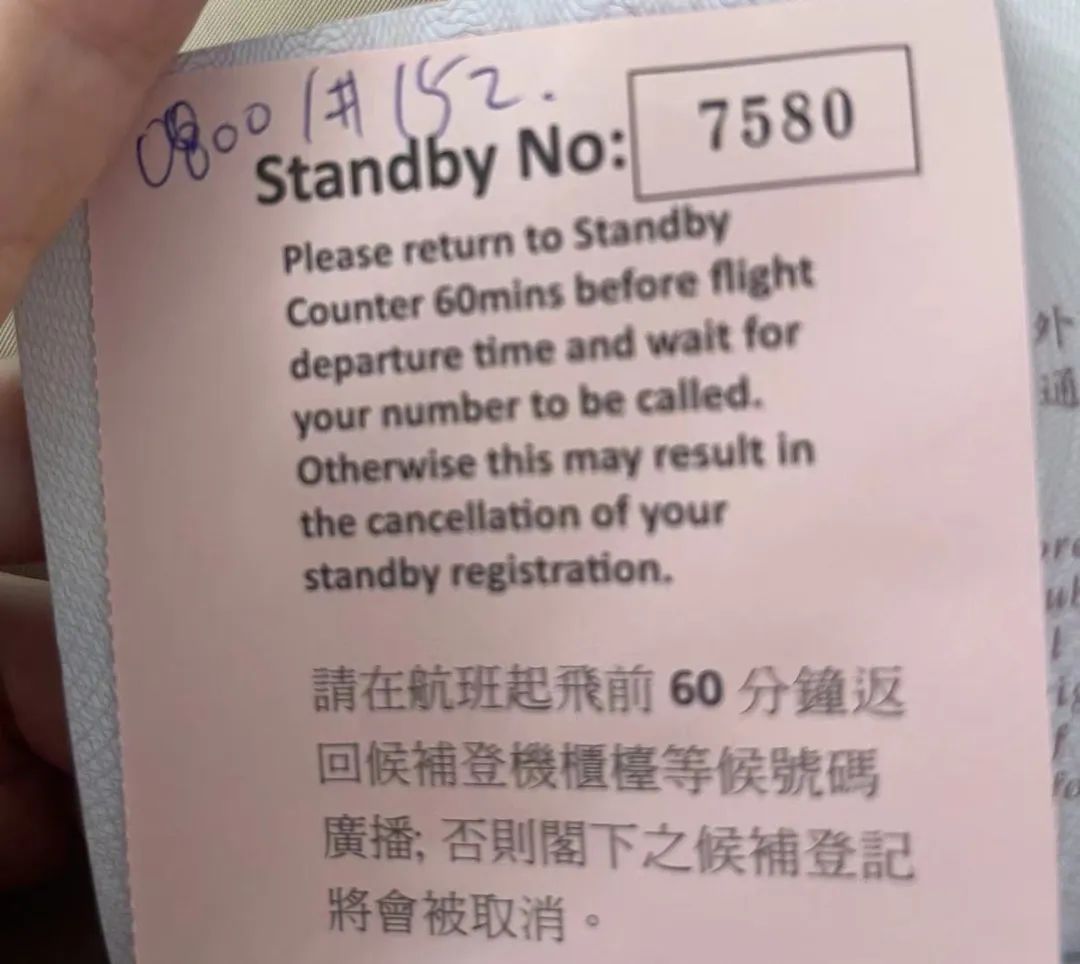 0800 1# 152.
Standby No: 7580
Please return to Standby
Counter 60mins before flight
departure time and wait for
your number to be called.
Otherwise this may result in
the cancellation of your
standby registration.
請在航班起飛前 60 分鐘返
回候補登機櫃檯等候號碼
廣播; 否則閣下之候補登記
將會被取消。
外
通